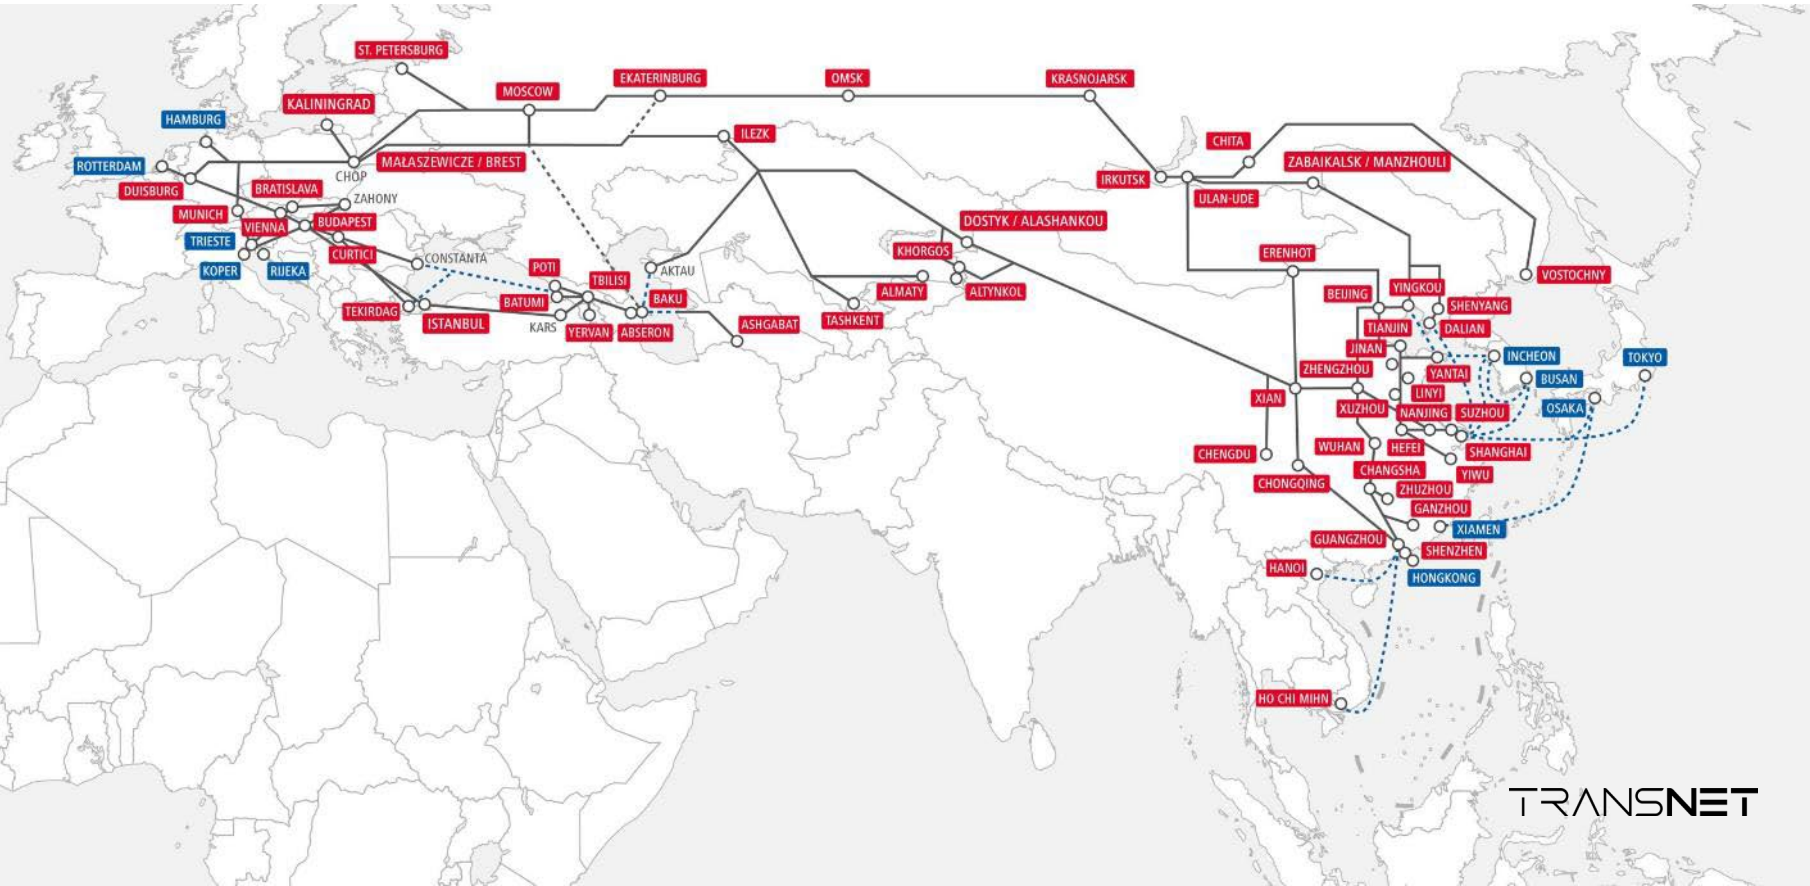 ST. PETERSBURG
MOSCOW
EKATERINBURG
OMSK
KRASNOJARSK
KALININGRAD
HAMBURG
ILEZK
CHITA
ROTTERDAM
MAŁASZEWICZE / BREST
ZABAIKALSK / MANZHOULI
CHOP
IRKUTSK
DUISBURG
BRATISLAVA
ZAHONY
ULAN-UDE
MUNICH
VIENNA
BUDAPEST
DOSTYK / ALASHANKOU
TRIESTE
CURTICI
CONSTANTA
KHORGOS
ERENHOT
KOPER
RIJEKA
POTI
TBILISI
AKTAU
VOSTOCHNY
BATUMI
BAKU
ALMATY
ALTYNKOL
BEIJING
YINGKOU
TEKIRDAG
ISTANBUL
KARS
YERVAN
ABSERON
ASHGABAT
TASHKENT
SHENYANG
TIANJIN
DALIAN
JINAN
INCHEON
TOKYO
ZHENGZHOU
YANTAI
BUSAN
XIAN
LINYI
OSAKA
XUZHOU
NANJING
SUZHOU
CHENGDU
WUHAN
HEFEI
SHANGHAI
CHONGQING
CHANGSHA
YIWU
ZHUZHOU
GANZHOU
XIAMEN
GUANGZHOU
SHENZHEN
HANOI
HONGKONG
HO CHI MIHN
TRANSNET